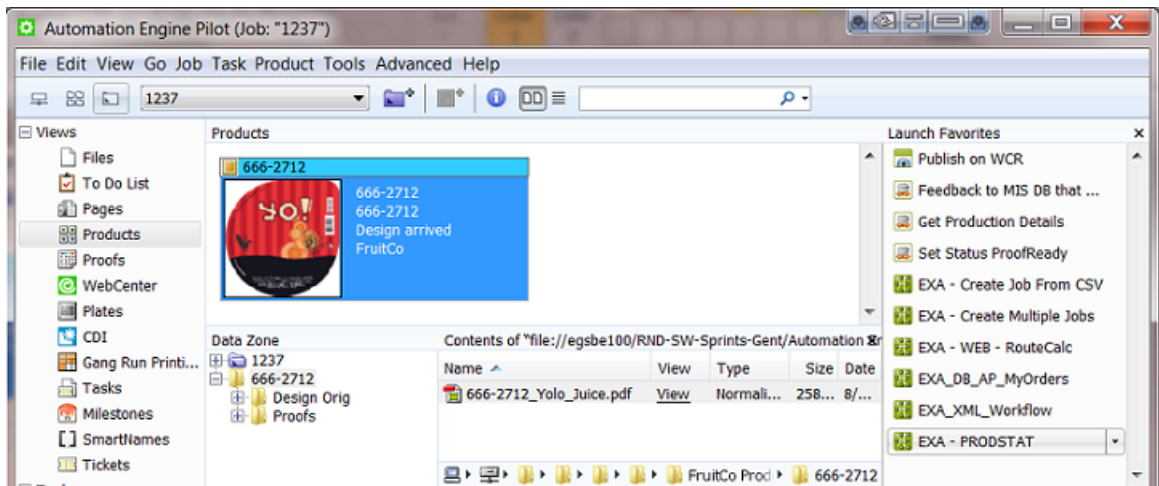 Automation Engine Pilot (Job: "1237")
File Edit View Go Job Task Product Tools Advanced Help
1237
Views
Files
To Do List
Pages
Products
Proofs
WebCenter
Plates
CDI
Gang Run Printi...
Tasks
Milestones
SmartNames
Tickets
Products
666-2712
YO!
666-2712
666-2712
Design arrived
FruitCo
Data Zone
1237
666-2712
Design Orig
Proofs
Contents of "file://egsbe100/RND-SW-Sprints-Gent/Automation
Name View Type Size Date
666-2712_Yolo_Juice.pdf View Normali... 258... 8/...
FruitCo Prod 666-2712
Launch Favorites
Publish on WCR
Feedback to MIS DB that ...
Get Production Details
Set Status ProofReady
EXA - Create Job From CSV
EXA - Create Multiple Jobs
EXA - WEB - RouteCalc
EXA_DB_AP_MyOrders
EXA_XML_Workflow
EXA - PRODSTAT